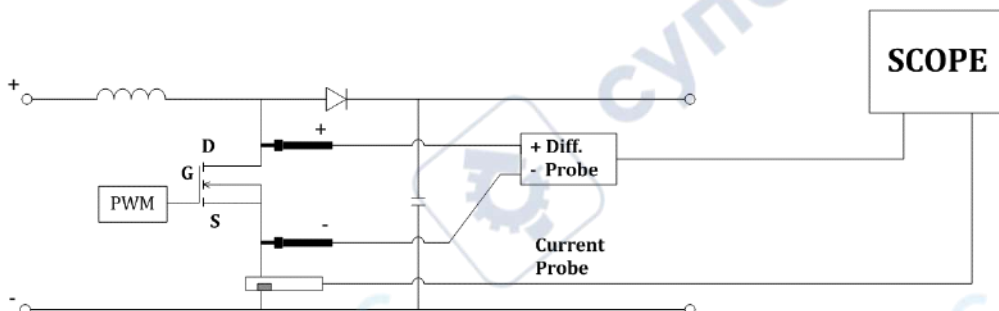 SCOPE
+
+
D
+ Diff.
G
- Probe
PWM
S
-
Current
Probe
-